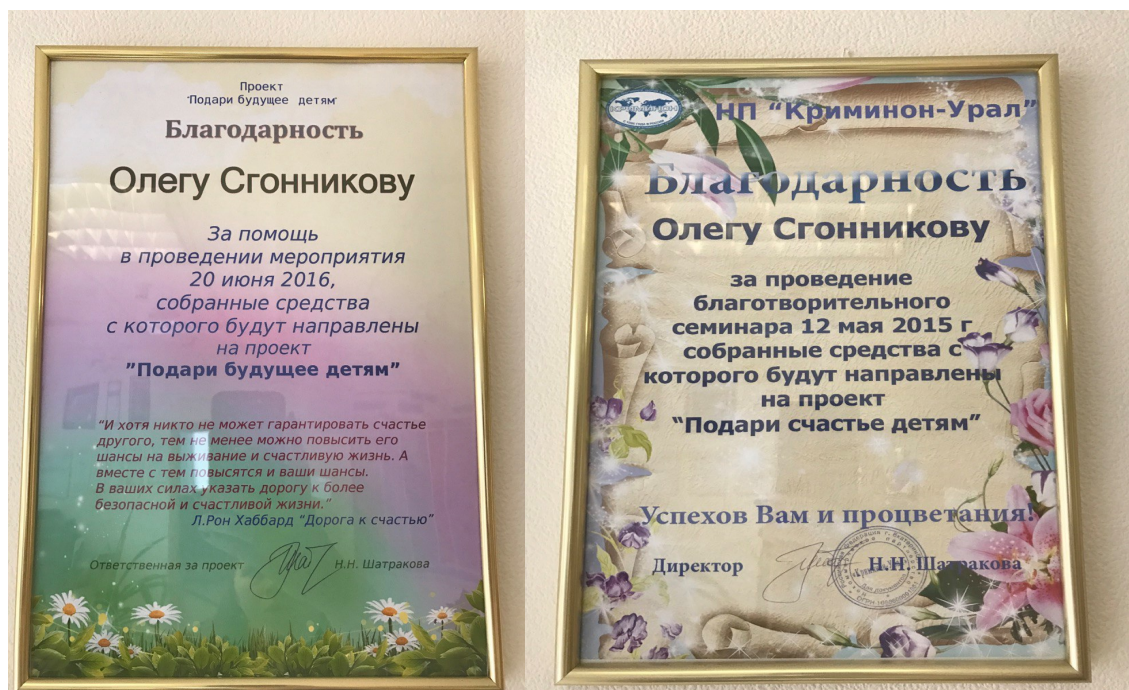 Проект
"Подари будущее детям"
Благодарность
Олегу Сгонникову
За помощь
в проведении мероприятия
20 июня 2016,
собранные средства
с которого будут направлены
на проект
"Подари будущее детям"
“И хотя никто не может гарантировать счастье
другого, тем не менее можно повысить его
шансы на выживание и счастливую жизнь. А
вместе с тем повысятся и ваши шансы.
В ваших силах указать дорогу к более
безопасной и счастливой жизни.”
Л.Рон Хаббард “Дорога к счастью”
Ответственная за проект Н.Н. Шатракова
КРИМИНОН
НП “Криминон-Урал”
Благодарность
Олегу Сгонникову
за проведение
благотворительного
семинара 12 мая 2015 г
собранные средства с
которого будут направлены
на проект
“Подари счастье детям”
Успехов Вам и процветания!
Директор Н.Н. Шатракова